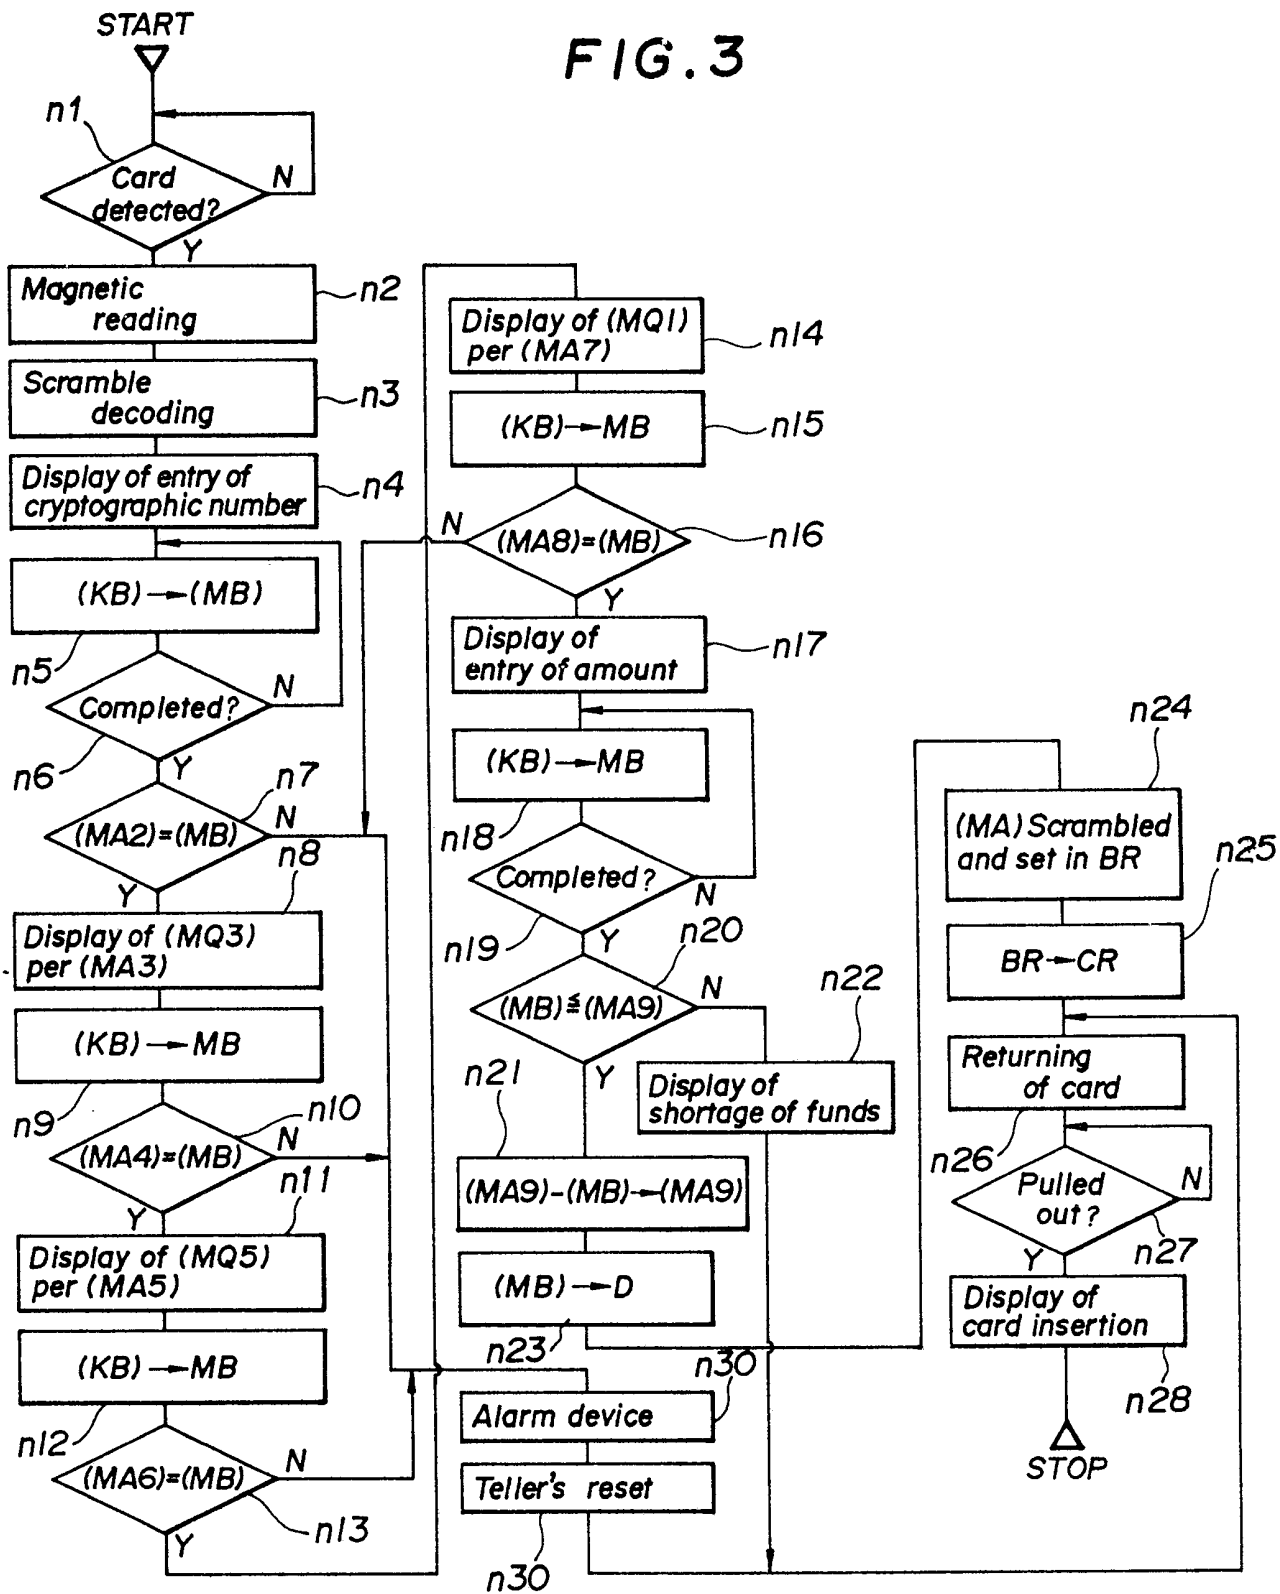 FIG.3
START
n1
Card
detected?
N
Y
Magnetic
reading
n2
Scramble
decoding
n3
Display of entry of
cryptographic number
n4
(KB)→(MB)
n5
Completed?
N
n6
Y
n7
(MA2)=(MB)
N
Y
n8
Display of (MQ3)
per (MA3)
(KB)→MB
n9
n10
(MA4)=(MB)
N
Y
n11
Display of (MQ5)
per (MA5)
(KB)→MB
n12
(MA6)=(MB)
N
Y
n13
Display of (MQ1)
per (MA7)
n14
(KB)→MB
n15
N
(MA8)=(MB)
n16
Y
Display of
entry of amount
n17
(KB)→MB
n18
Completed?
N
n19
Y
n20
(MB)≦(MA9)
N
Y
n22
Display of
shortage of funds
n21
(MA9)-(MB)→(MA9)
(MB)→D
n23
n30
Alarm device
Teller's reset
n30
n24
(MA) Scrambled
and set in BR
n25
BR→CR
Returning
of card
n26
Pulled
out?
N
n27
Y
Display of
card insertion
n28
STOP